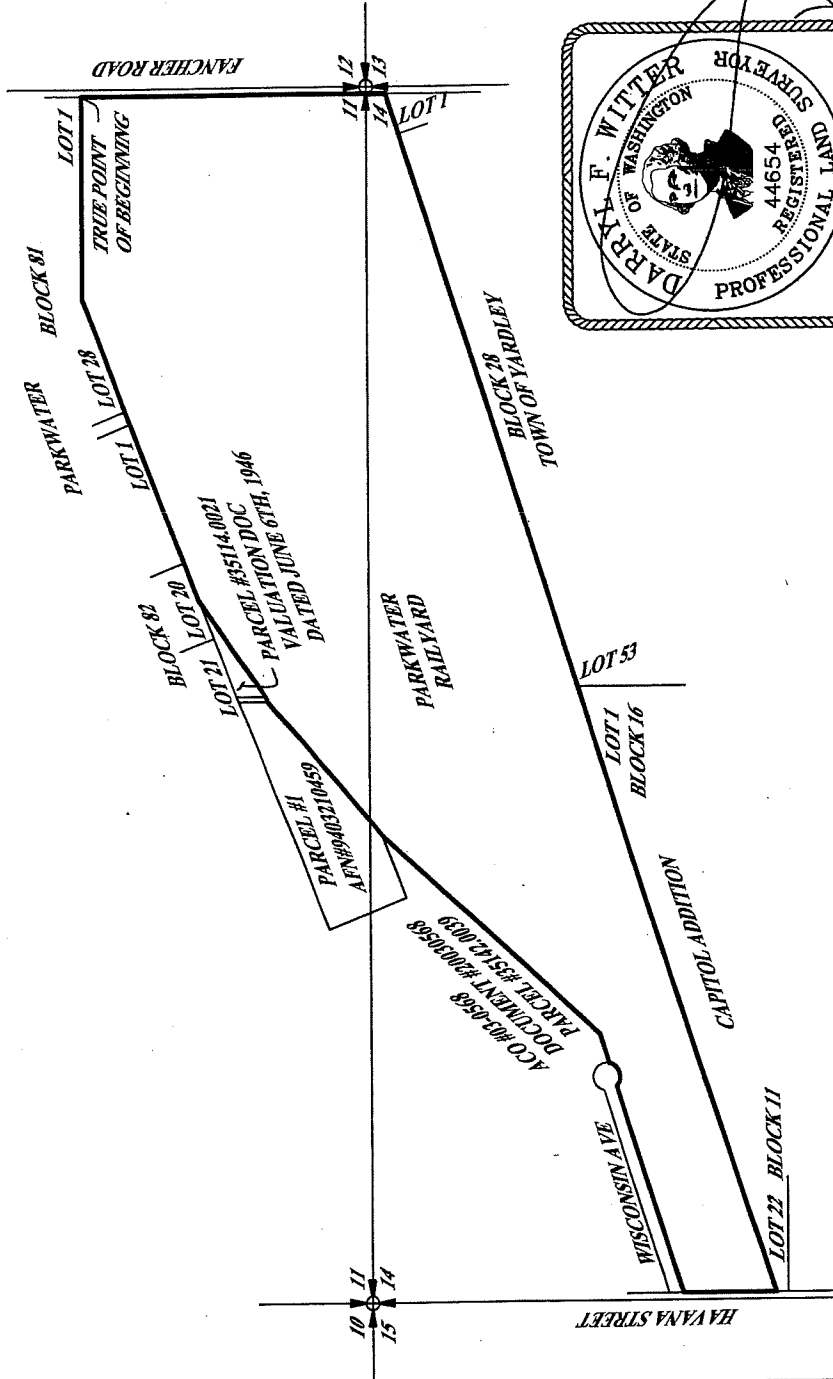 FANCHER ROAD
12
13
11
14
LOT 1
TRUE POINT
OF BEGINNING
LOT 1
BLOCK 81
PARKWATER
LOT 28
LOT 1
BLOCK 82
LOT 20
LOT 21
PARCEL #35114.0021
VALUATION DOC
DATED JUNE 6TH, 1946
PARCEL #1
AFN#9403210459
PARKWATER
RAILYARD
BLOCK 28
TOWN OF YARDLEY
LOT 53
LOT 1
BLOCK 16
CAPITOL ADDITION
ACO #03-0568
DOCUMENT #20030568
PARCEL #35142.0039
WISCONSIN AVE
LOT 22 BLOCK 11
10
11
15
14
HAVANA STREET
DARRYL F. WITTER
STATE OF WASHINGTON
44654
REGISTERED
PROFESSIONAL LAND SURVEYOR